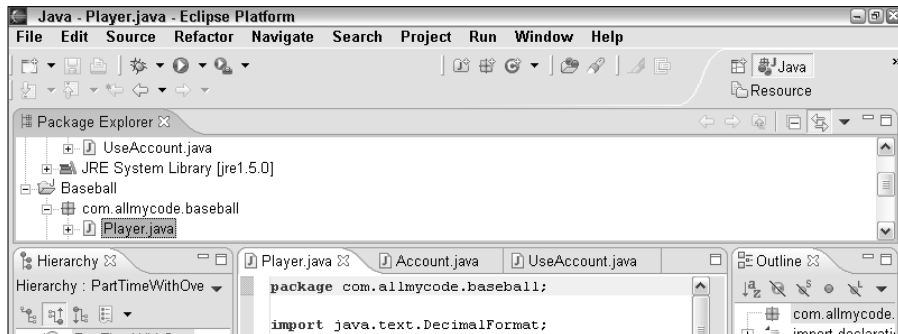 Java - Player.java - Eclipse Platform
File Edit Source Refactor Navigate Search Project Run Window Help
Java
Resource
Package Explorer
UseAccount.java
JRE System Library [jre1.5.0]
Baseball
com.allmycode.baseball
Player.java
Hierarchy
Hierarchy : PartTimeWithOve
Player.java
Account.java
UseAccount.java
package com.allmycode.baseball;
import java.text.DecimalFormat;
Outline
com.allmycode.
import declarati